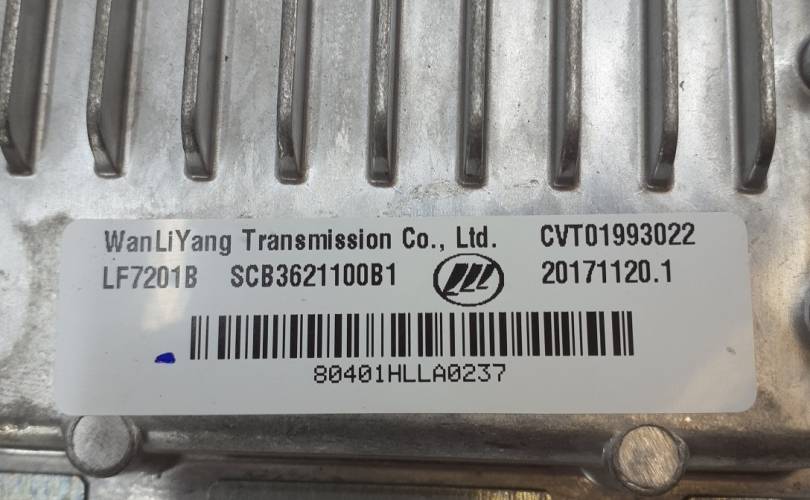 WanLiYang Transmission Co., Ltd. CVT01993022
LF7201B SCB3621100B1 20171120.1
80401HLLA0237